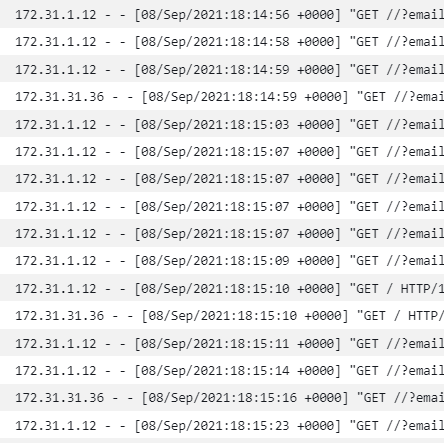 172.31.1.12 - - [08/Sep/2021:18:14:56 +0000] "GET //?email
172.31.1.12 - - [08/Sep/2021:18:14:58 +0000] "GET //?email
172.31.1.12 - - [08/Sep/2021:18:14:59 +0000] "GET //?email
172.31.31.36 - - [08/Sep/2021:18:14:59 +0000] "GET //?emai
172.31.1.12 - - [08/Sep/2021:18:15:03 +0000] "GET //?email
172.31.1.12 - - [08/Sep/2021:18:15:07 +0000] "GET //?email
172.31.1.12 - - [08/Sep/2021:18:15:07 +0000] "GET //?email
172.31.1.12 - - [08/Sep/2021:18:15:07 +0000] "GET //?email
172.31.1.12 - - [08/Sep/2021:18:15:07 +0000] "GET //?email
172.31.1.12 - - [08/Sep/2021:18:15:09 +0000] "GET //?email
172.31.1.12 - - [08/Sep/2021:18:15:10 +0000] "GET / HTTP/1
172.31.31.36 - - [08/Sep/2021:18:15:10 +0000] "GET / HTTP/
172.31.1.12 - - [08/Sep/2021:18:15:11 +0000] "GET //?email
172.31.1.12 - - [08/Sep/2021:18:15:14 +0000] "GET //?email
172.31.31.36 - - [08/Sep/2021:18:15:16 +0000] "GET //?emai
172.31.1.12 - - [08/Sep/2021:18:15:23 +0000] "GET //?email